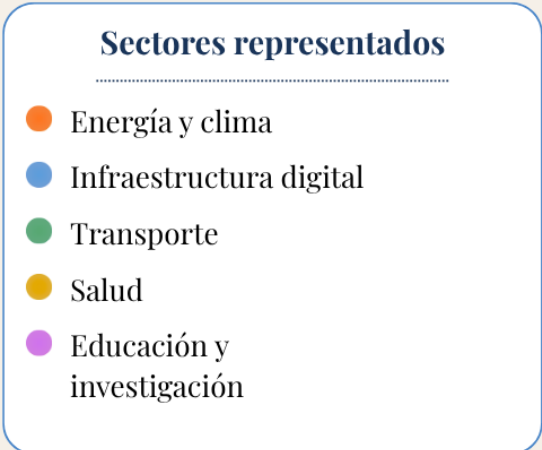 Sectores representados
Energía y clima
Infraestructura digital
Transporte
Salud
Educación y
investigación